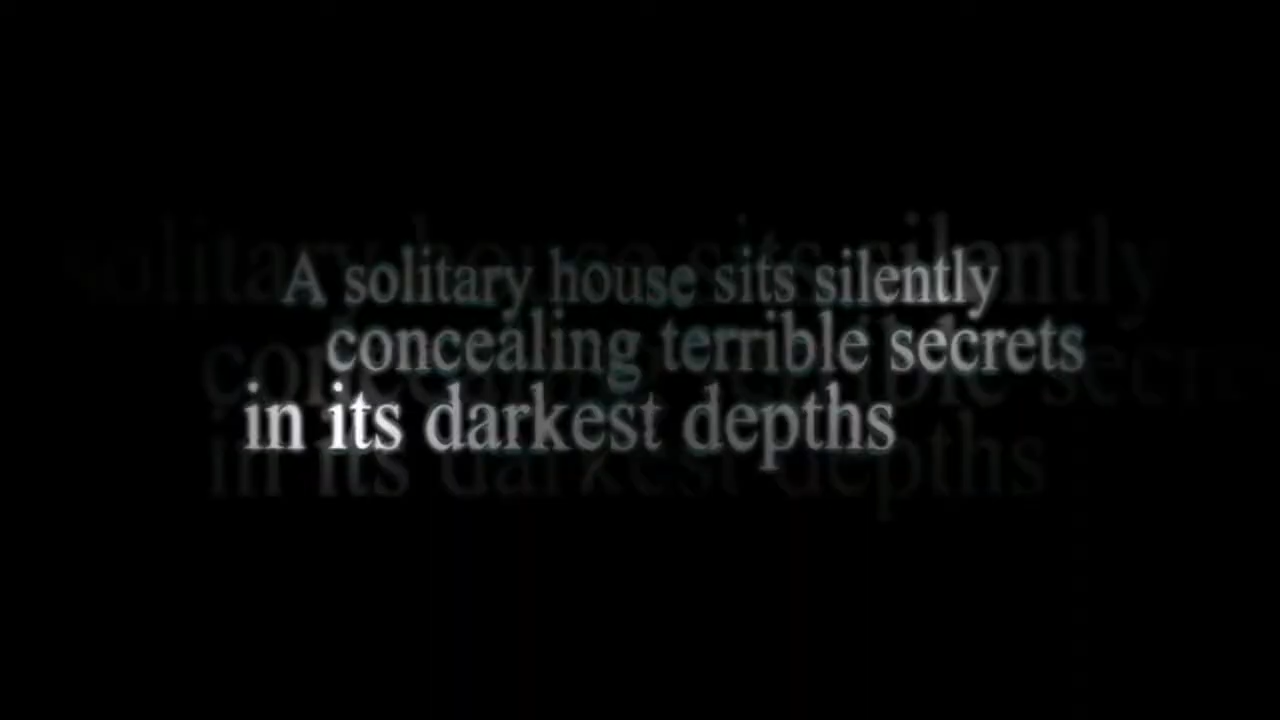 A solitary house sits silently
concealing terrible secrets
in its darkest depths